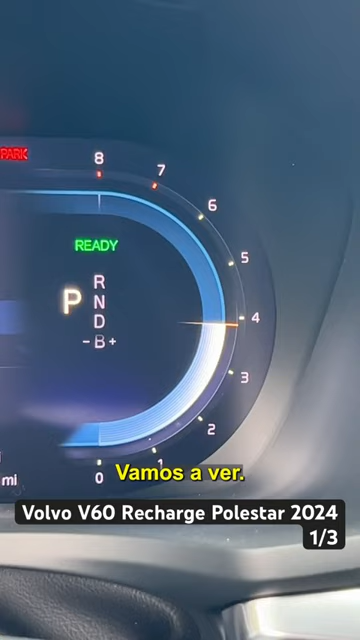 PARK
8
7
6
READY
5
R
P N
D
4
- B +
3
2
1
mi
0
Vamos a ver.
Volvo V60 Recharge Polestar 2024
1/3